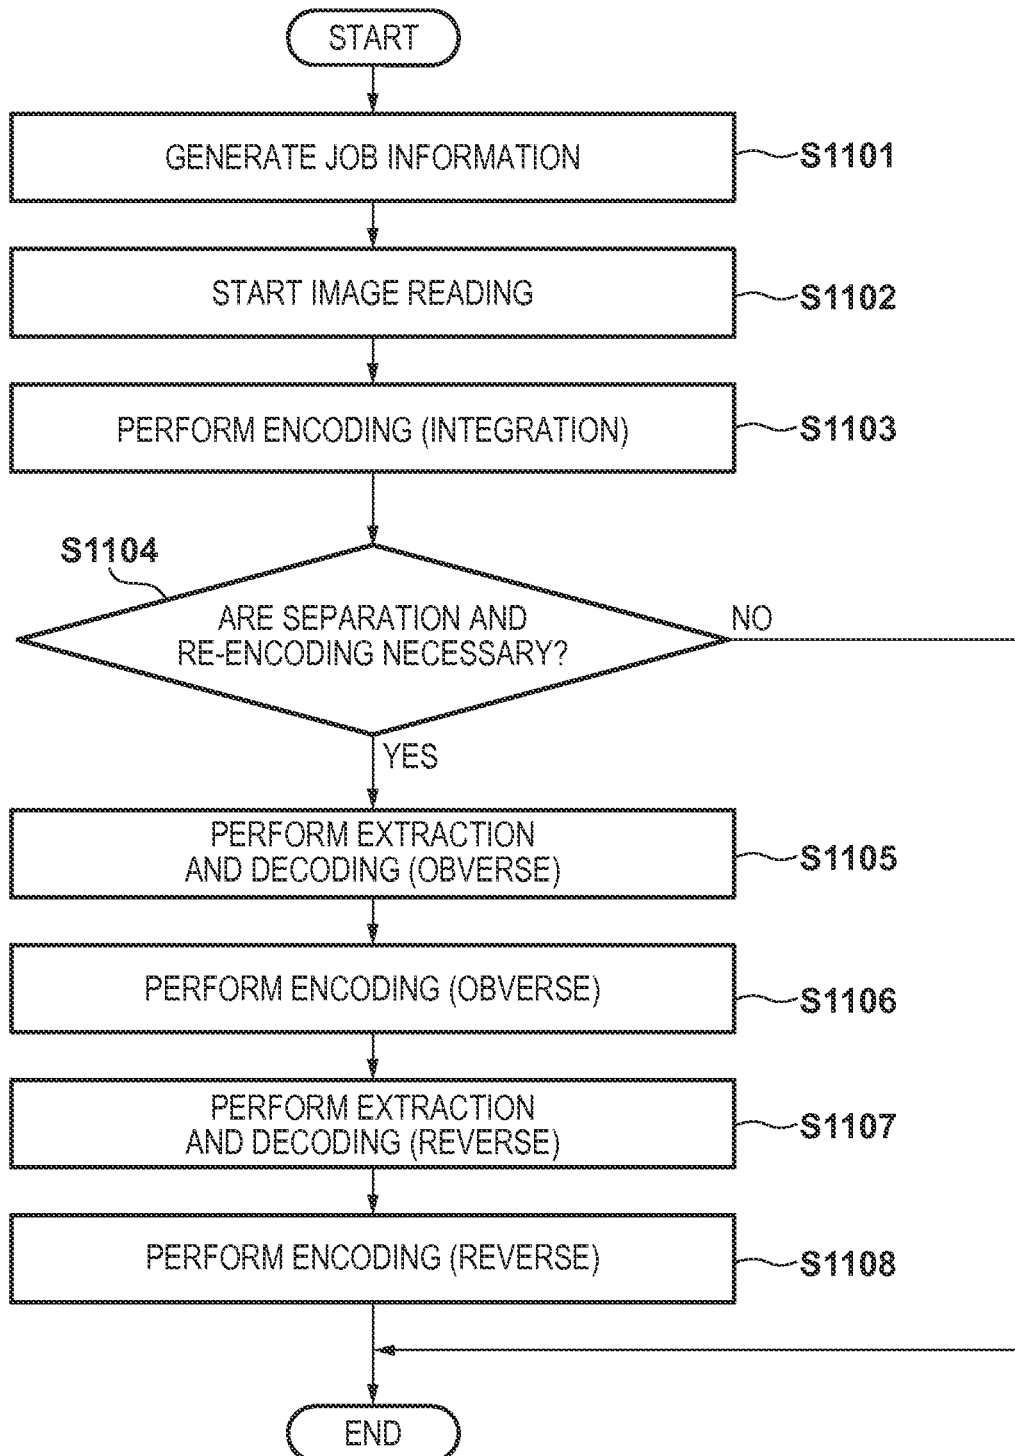 START
GENERATE JOB INFORMATION
S1101
START IMAGE READING
S1102
PERFORM ENCODING (INTEGRATION)
S1103
S1104
ARE SEPARATION AND
RE-ENCODING NECESSARY?
NO
YES
PERFORM EXTRACTION
AND DECODING (OBVERSE)
S1105
PERFORM ENCODING (OBVERSE)
S1106
PERFORM EXTRACTION
AND DECODING (REVERSE)
S1107
PERFORM ENCODING (REVERSE)
S1108
END